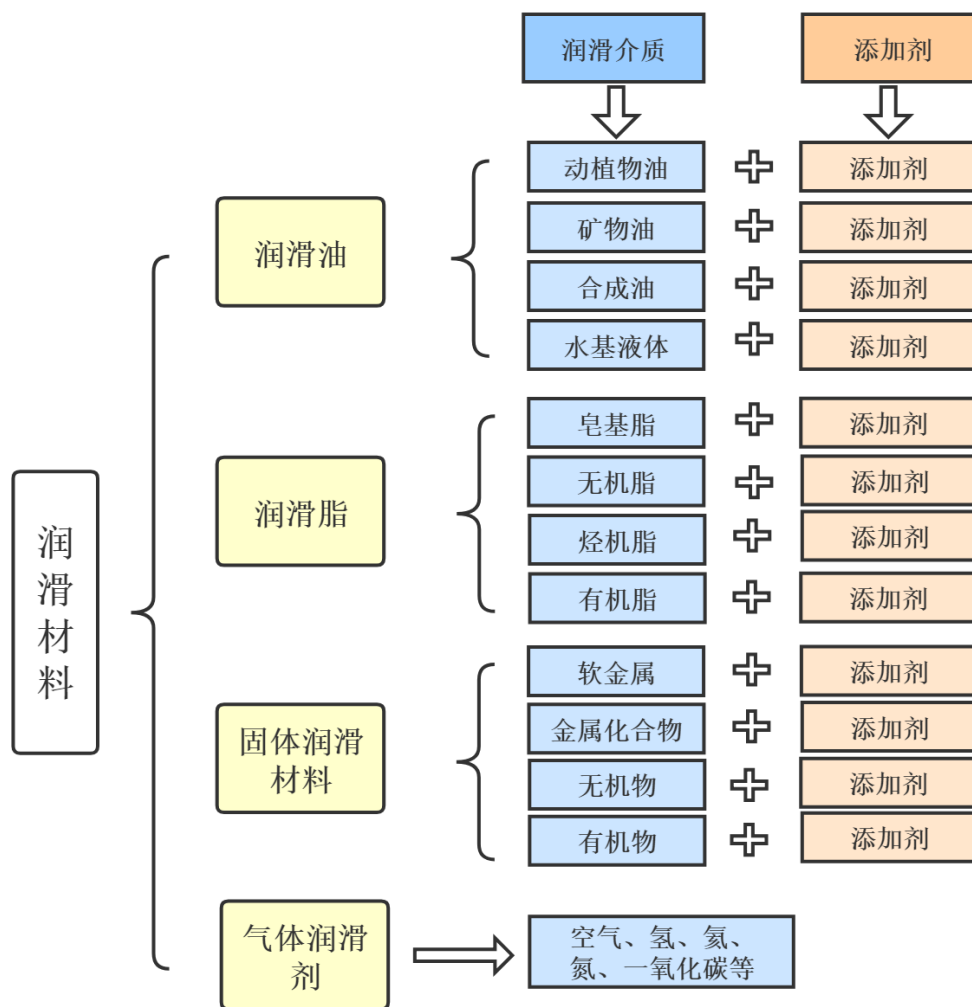 润滑介质
添加剂
动植物油
添加剂
润滑油
矿物油
添加剂
合成油
添加剂
水基液体
添加剂
皂基脂
添加剂
润滑脂
无机脂
添加剂
烃机脂
添加剂
有机脂
添加剂
润
滑
材
料
软金属
添加剂
固体润滑
材料
金属化合物
添加剂
无机物
添加剂
有机物
添加剂
气体润滑
剂
空气、氢、氦、
氮、一氧化碳等